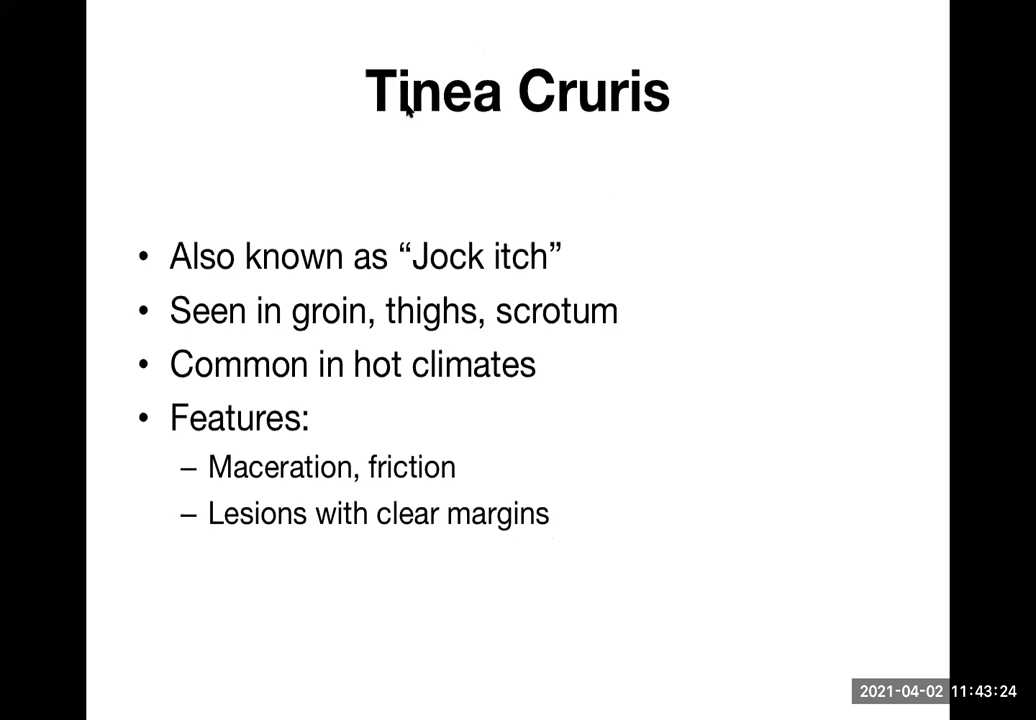 Tinea Cruris
• Also known as “Jock itch”
• Seen in groin, thighs, scrotum
• Common in hot climates
• Features:
– Maceration, friction
– Lesions with clear margins
2021-04-02 11:43:24